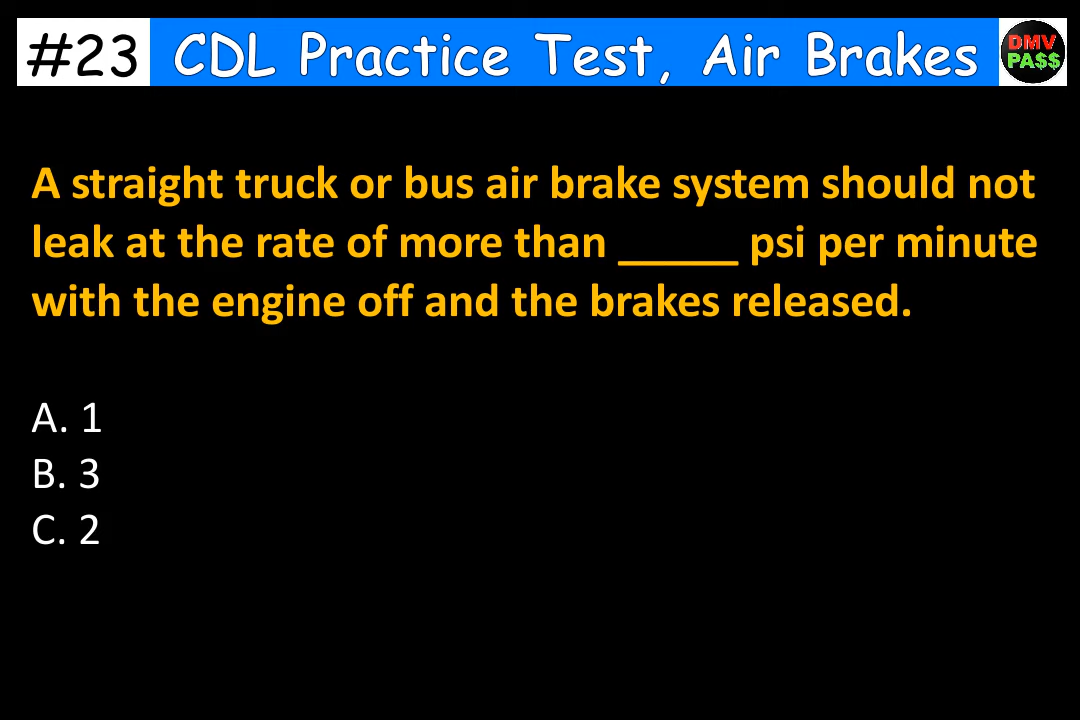 #23 CDL Practice Test, Air Brakes
DMV
PA$$
A straight truck or bus air brake system should not
leak at the rate of more than _____ psi per minute
with the engine off and the brakes released.
A. 1
B. 3
C. 2